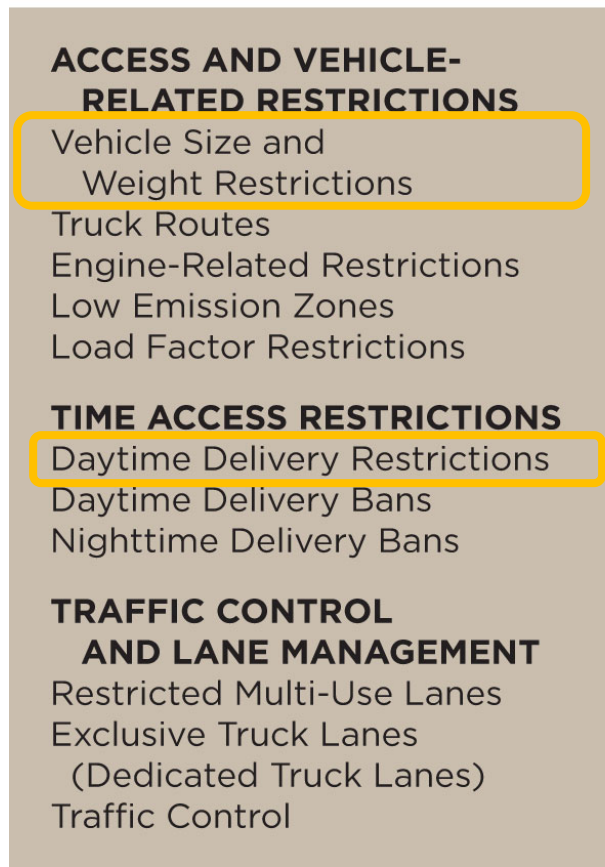 ACCESS AND VEHICLE-
RELATED RESTRICTIONS
Vehicle Size and
Weight Restrictions
Truck Routes
Engine-Related Restrictions
Low Emission Zones
Load Factor Restrictions
TIME ACCESS RESTRICTIONS
Daytime Delivery Restrictions
Daytime Delivery Bans
Nighttime Delivery Bans
TRAFFIC CONTROL
AND LANE MANAGEMENT
Restricted Multi-Use Lanes
Exclusive Truck Lanes
(Dedicated Truck Lanes)
Traffic Control